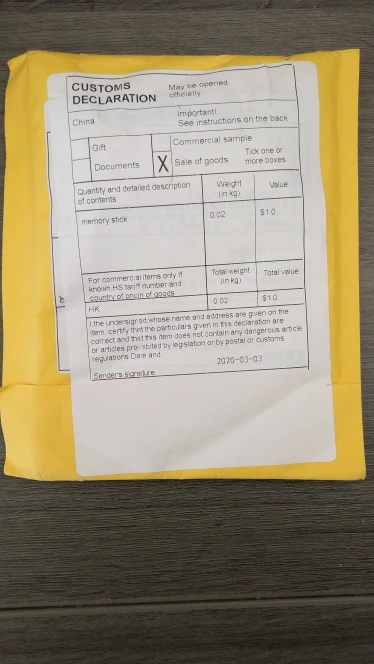 CUSTOMS
DECLARATION
May be opened
officially
China
Important!
See instructions on the back
Gift
Commercial sample
Documents
X
Sale of goods
Tick one or
more boxes
Quantity and detailed description
of contents
Weight
(in kg)
Value
memory stick
0.02
$1.0
For commercial items only If
known HS tariff number and
country of origin of goods
Total weight
(in kg)
Total value
HK
0.02
$1.0
I,the undersigned,whose name and address are given on the
item, certify that the particulars given in this declaration are
correct and that this item does not contain any dangerous article
or articles prohibited by legislation or by postal or customs
regulations Date and
2020-03-03
Sender's signature